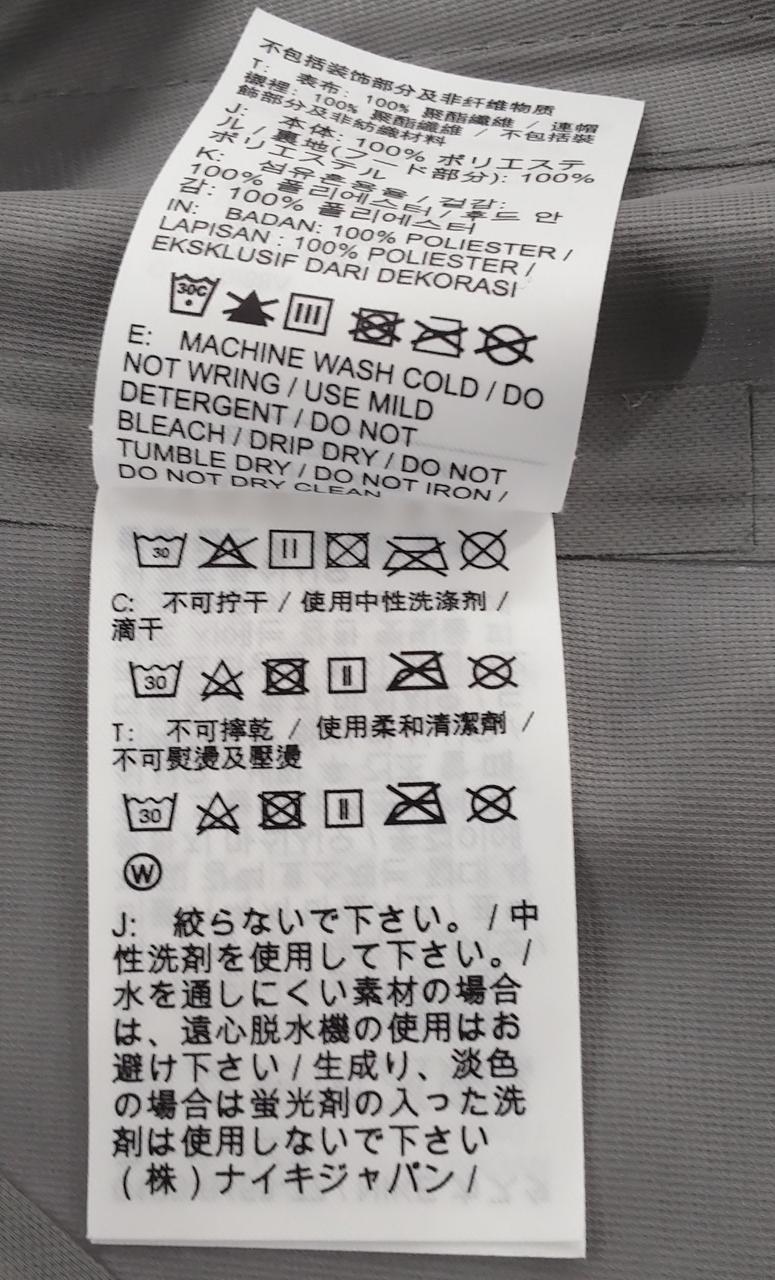 不包括装饰部分及非纤维物质
T: 表布: 100% 聚酯纖維 / 連帽
襯裡: 100% 聚酯纖維 / 不包括裝
飾部分及非紡織材料
J: 本体: 100% ポリエステ
ル / 裏地(フード部分): 100%
ポリエステル
K: 섬유혼용율 / 겉감:
100% 폴리에스터 / 후드 안
감: 100% 폴리에스터
IN: BADAN: 100% POLIESTER /
LAPISAN : 100% POLIESTER /
EKSKLUSIF DARI DEKORASI
30C
E: MACHINE WASH COLD / DO
NOT WRING / USE MILD
DETERGENT / DO NOT
BLEACH / DRIP DRY / DO NOT
TUMBLE DRY / DO NOT IRON /
DO NOT DRY CLEAN
30
C: 不可拧干 / 使用中性洗涤剂 /
滴干
30
T: 不可擰乾 / 使用柔和清潔劑 /
不可熨燙及壓燙
30
W
J: 絞らないで下さい。 / 中
性洗剤を使用して下さい。 /
水を通しにくい素材の場合
は、遠心脱水機の使用はお
避け下さい / 生成り、淡色
の場合は蛍光剤の入った洗
剤は使用しないで下さい
(株)ナイキジャパン /